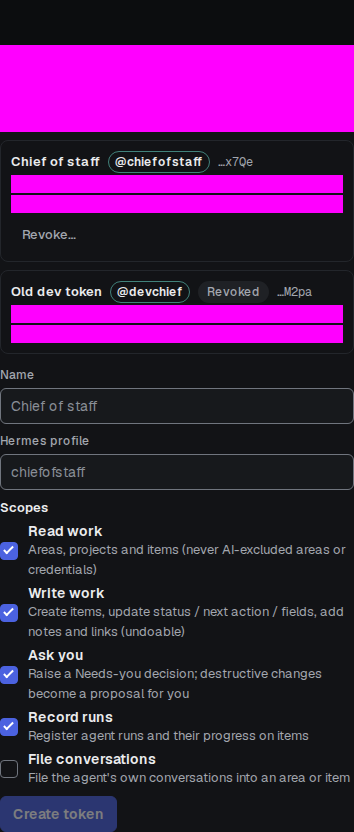 Chief of staff @chiefofstaff …x7Qe
Revoke…
Old dev token @devchief Revoked …M2pa
Name
Chief of staff
Hermes profile
chiefofstaff
Scopes
Read work
Areas, projects and items (never AI-excluded areas or
credentials)
Write work
Create items, update status / next action / fields, add
notes and links (undoable)
Ask you
Raise a Needs-you decision; destructive changes
become a proposal for you
Record runs
Register agent runs and their progress on items
File conversations
File the agent's own conversations into an area or item
Create token